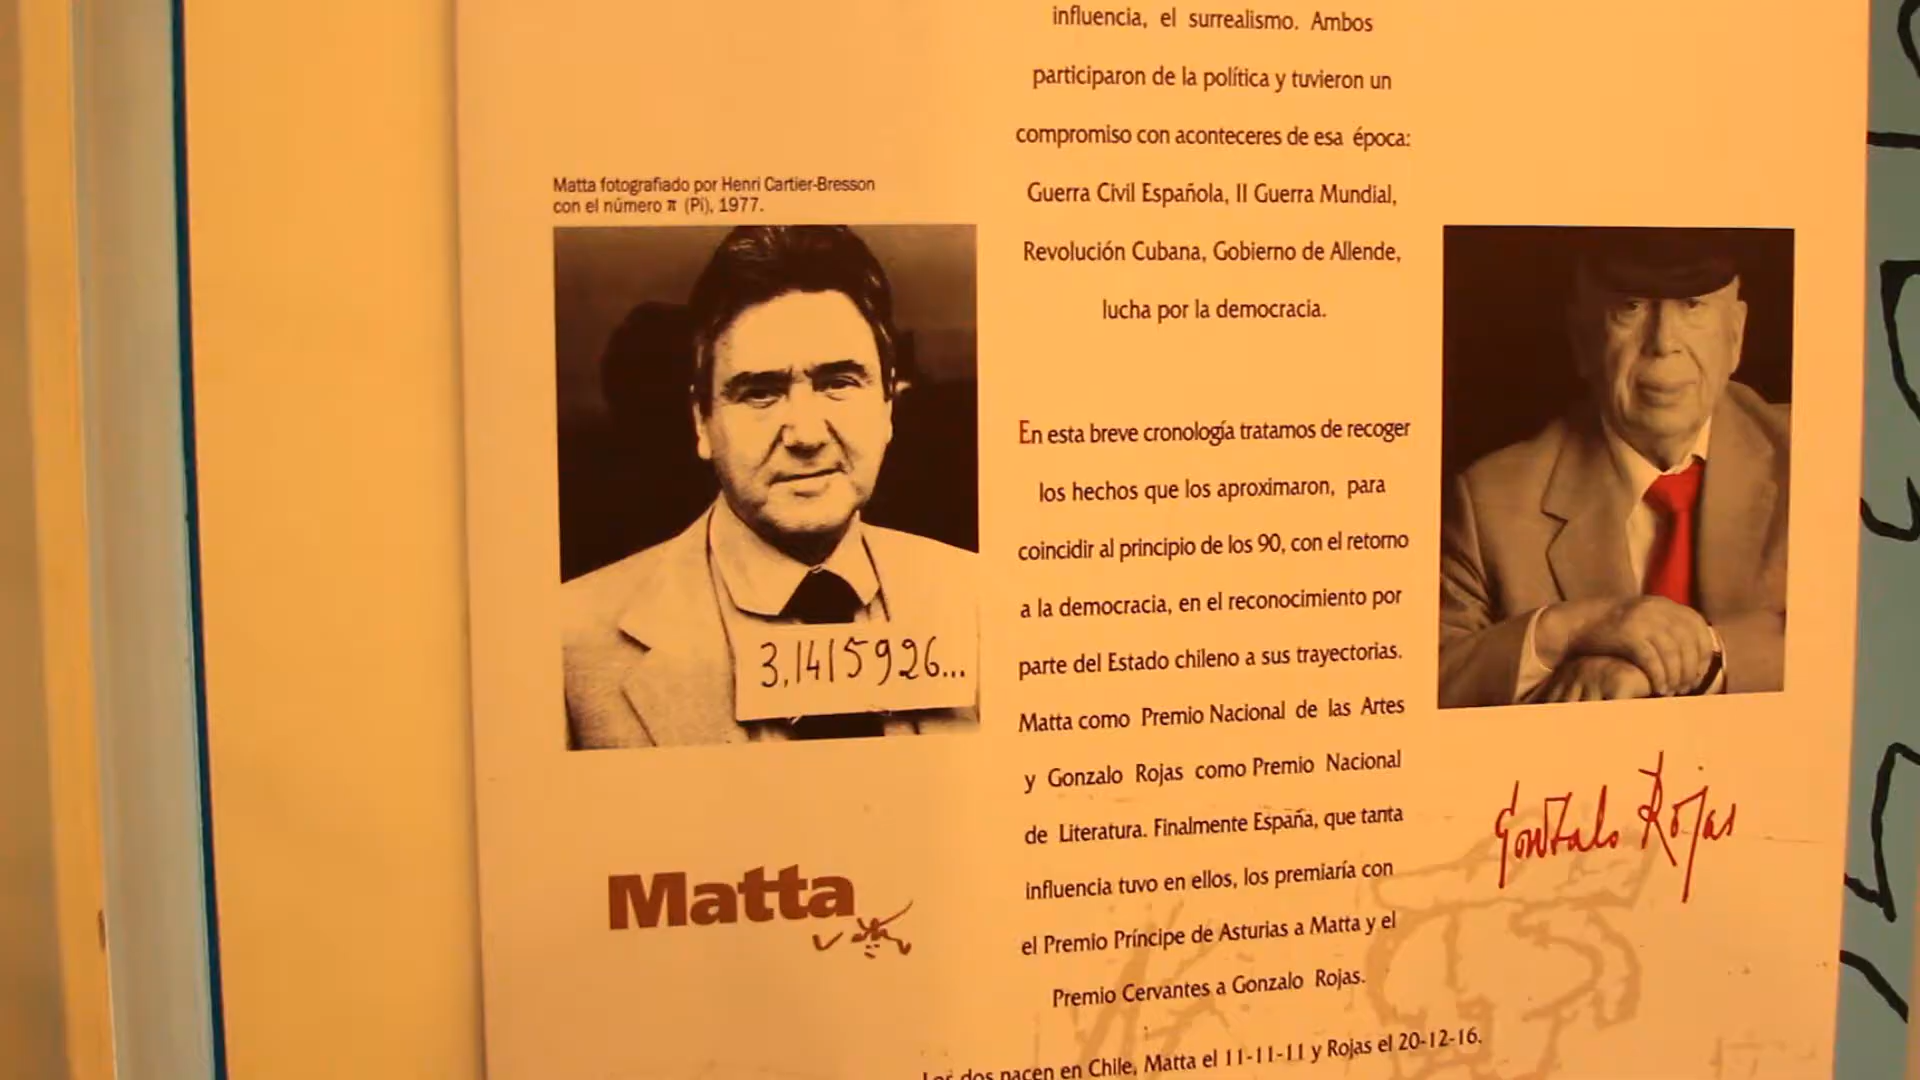 influencia, el surrealismo. Ambos
participaron de la política y tuvieron un
compromiso con aconteceres de esa época:
Guerra Civil Española, II Guerra Mundial,
Revolución Cubana, Gobierno de Allende,
lucha por la democracia.
Matta fotografiado por Henri Cartier-Bresson
con el número π (Pi), 1977.
3,1415926...
En esta breve cronología tratamos de recoger
los hechos que los aproximaron, para
coincidir al principio de los 90, con el retorno
a la democracia, en el reconocimiento por
parte del Estado chileno a sus trayectorias.
Matta como Premio Nacional de las Artes
y Gonzalo Rojas como Premio Nacional
de Literatura. Finalmente España, que tanta
influencia tuvo en ellos, los premiaría con
el Premio Príncipe de Asturias a Matta y el
Premio Cervantes a Gonzalo Rojas.
Matta
Gonzalo Rojas
Los dos nacen en Chile, Matta el 11-11-11 y Rojas el 20-12-16.